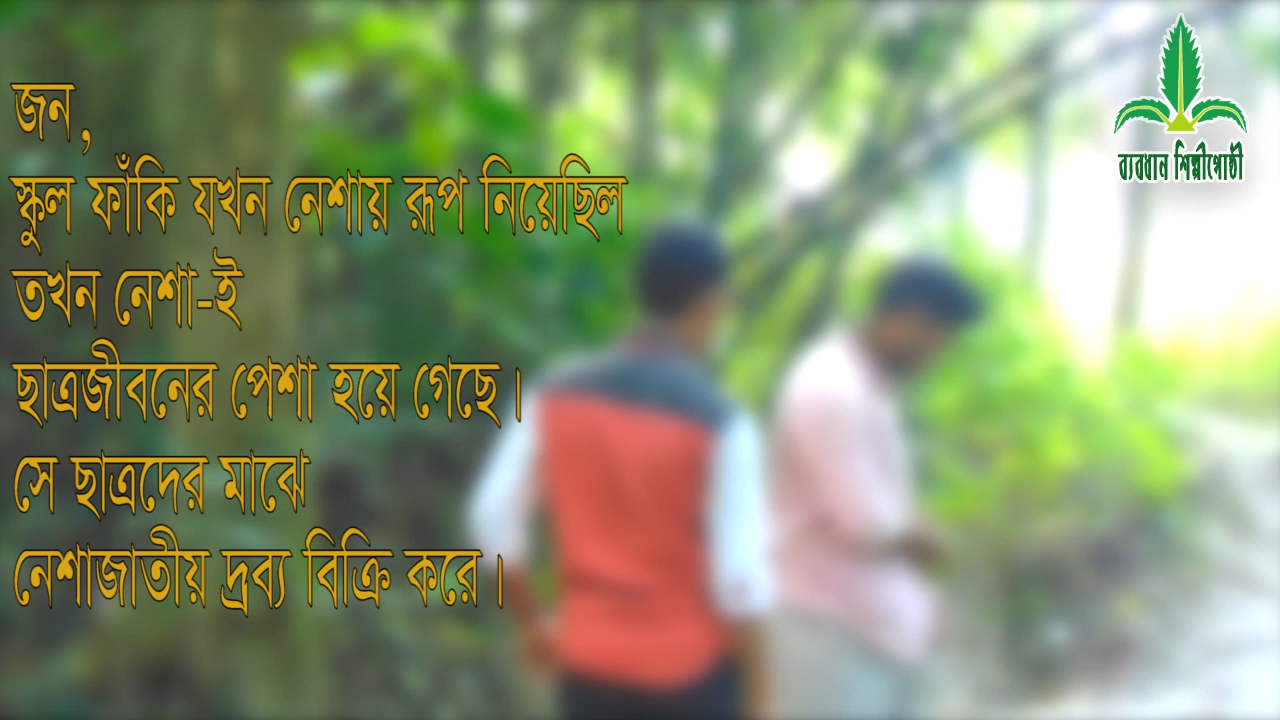 জন,
স্কুল ফাঁকি যখন নেশায় রূপ নিয়েছিল
তখন নেশা-ই
ছাত্রজীবনের পেশা হয়ে গেছে।
সে ছাত্রদের মাঝে
নেশাজাতীয় দ্রব্য বিক্রি করে।
ব্যবধান শিল্পীগোষ্ঠী